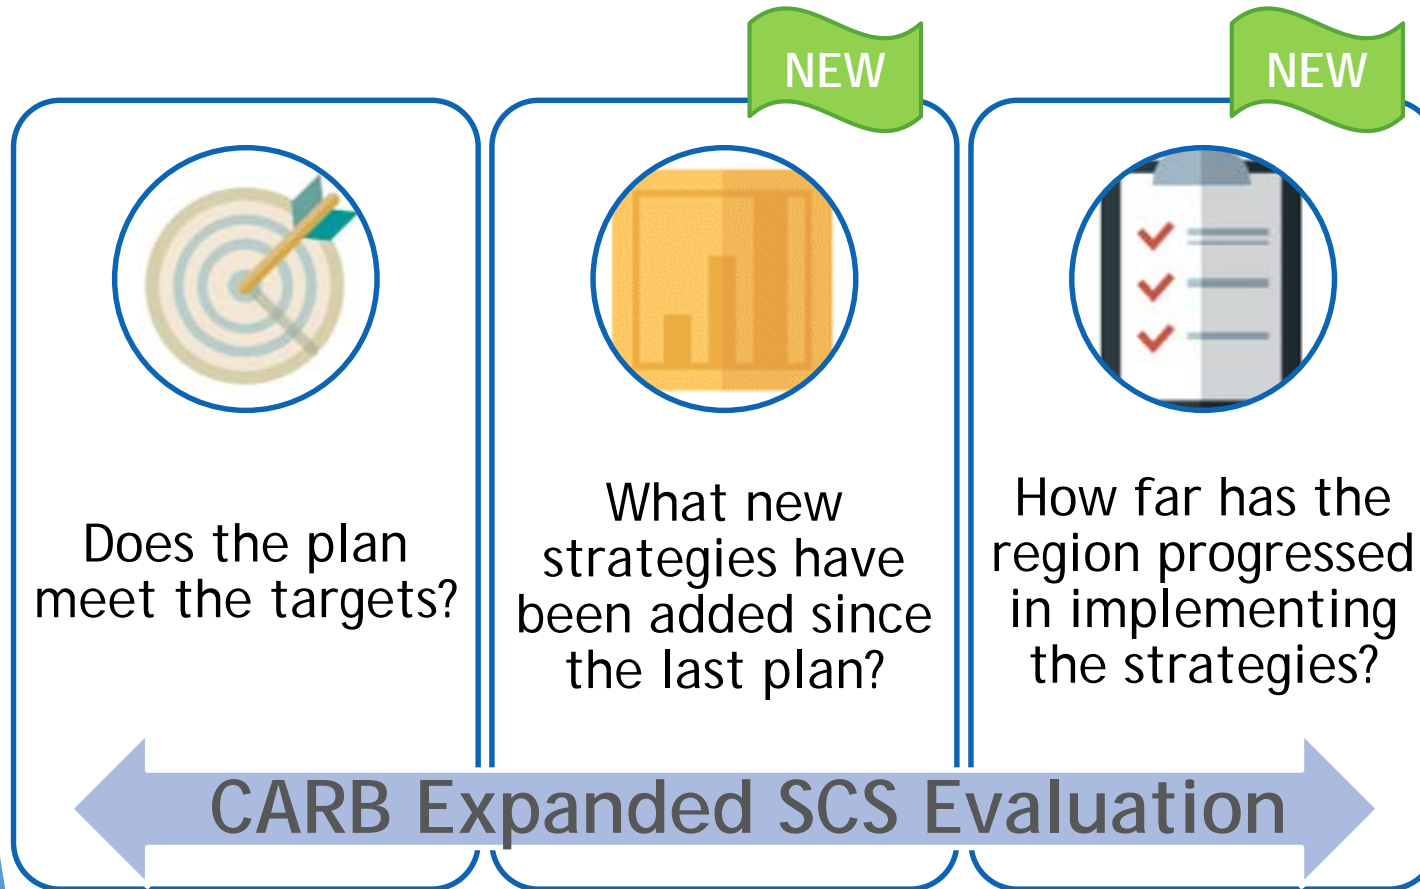 NEW
NEW
Does the plan
meet the targets?
What new
strategies have
been added since
the last plan?
How far has the
region progressed
in implementing
the strategies?
CARB Expanded SCS Evaluation